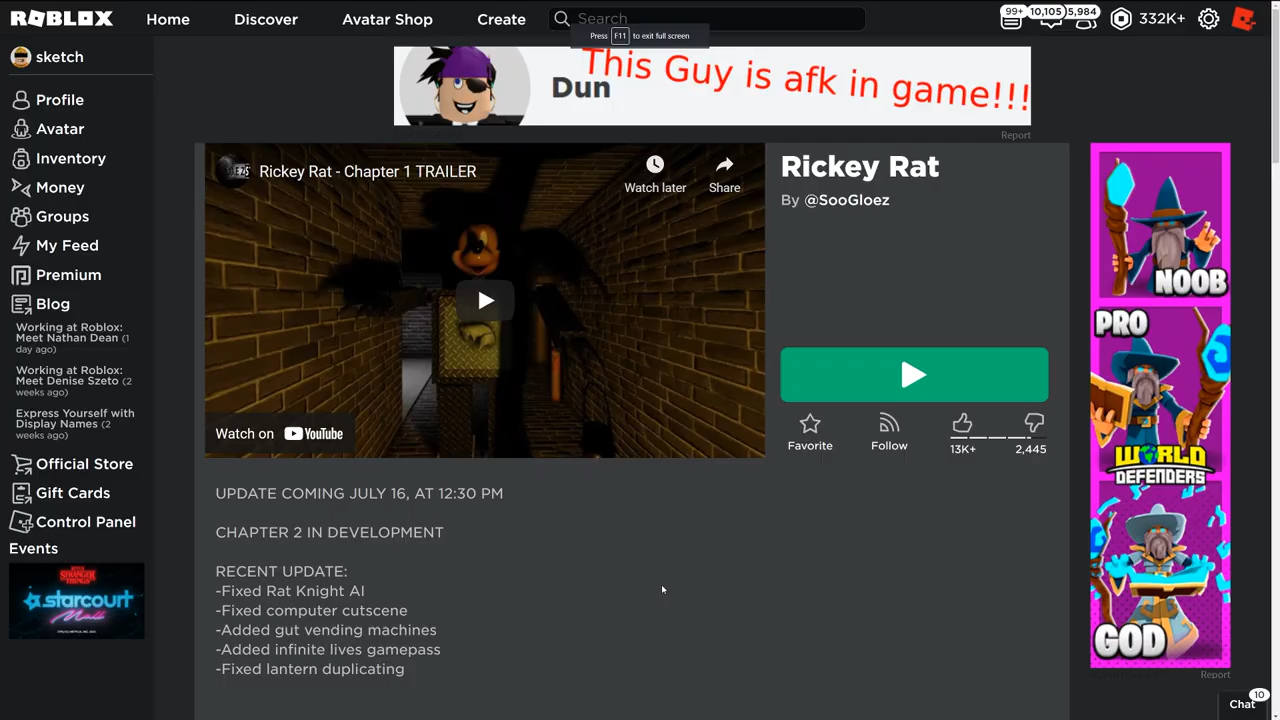 ROBLOX
Home
Discover
Avatar Shop
Create
Search
99+
10,105
5,984
332K+
Press F11 to exit full screen
sketch
Profile
Avatar
Inventory
Money
Groups
My Feed
Premium
Blog
Working at Roblox:
Meet Nathan Dean (1
day ago)
Working at Roblox:
Meet Denise Szeto (2
weeks ago)
Express Yourself with
Display Names (2
weeks ago)
Official Store
Gift Cards
Control Panel
Events
STRANGER
THINGS
starcourt
Mall
Dun
This Guy is afk in game!!!
Report
Rickey Rat - Chapter 1 TRAILER
Watch later
Share
Watch on YouTube
Rickey Rat
By @SooGloez
Favorite
Follow
13K+
2,445
UPDATE COMING JULY 16, AT 12:30 PM
CHAPTER 2 IN DEVELOPMENT
RECENT UPDATE:
-Fixed Rat Knight AI
-Fixed computer cutscene
-Added gut vending machines
-Added infinite lives gamepass
-Fixed lantern duplicating
NOOB
PRO
WORLD
DEFENDERS
GOD
Report
Chat
10